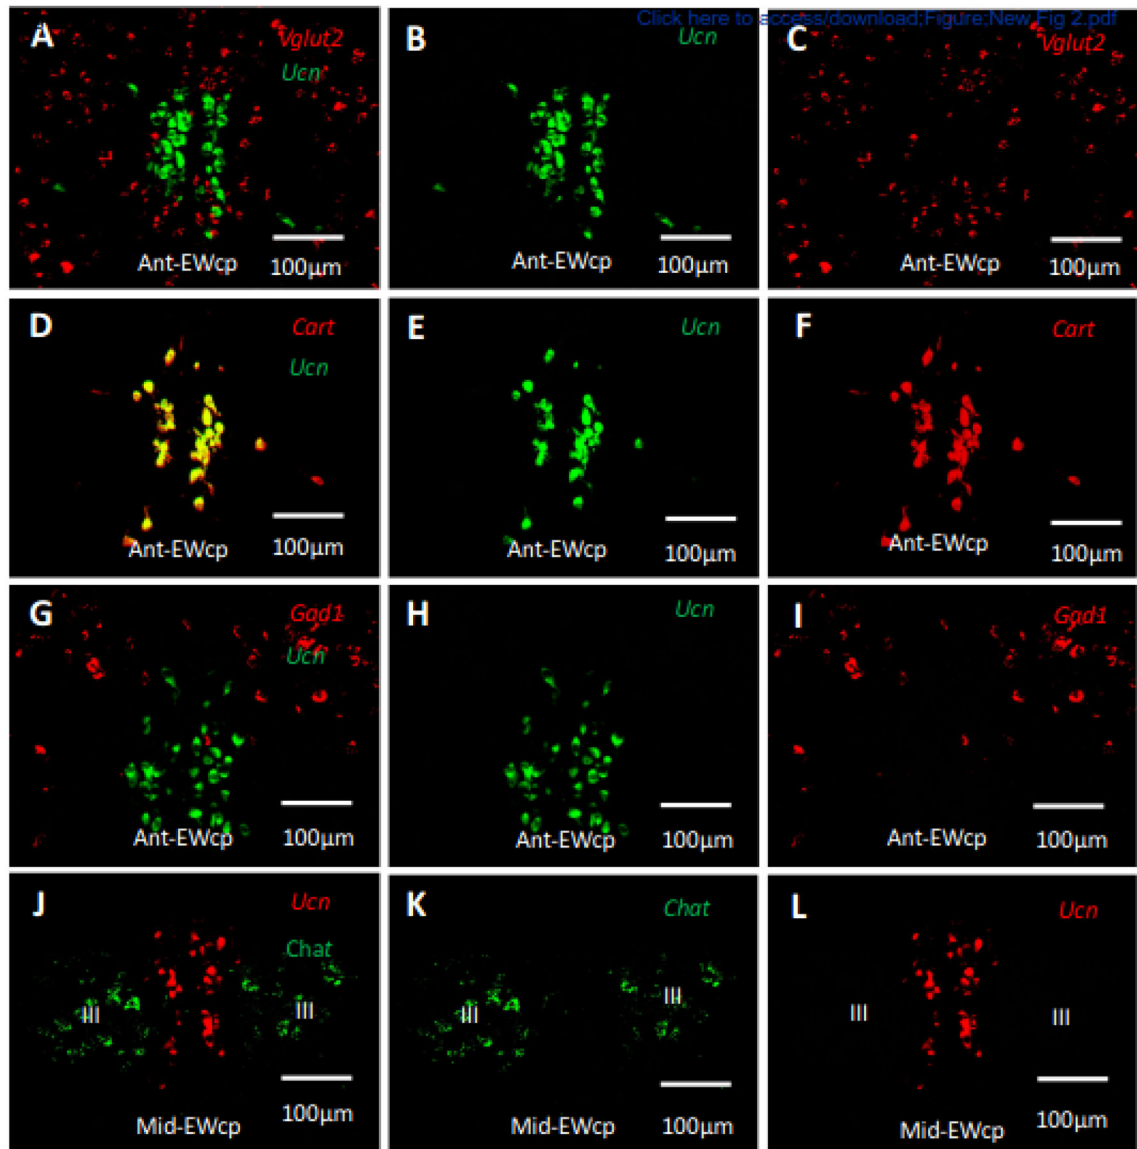 Click here to access/download;Figure;New Fig 2.pdf
A
Vglut2
Ucn
Ant-EWcp
100µm
B
Ucn
Ant-EWcp
100µm
C
Vglut2
Ant-EWcp
100µm
D
Cart
Ucn
Ant-EWcp
100µm
E
Ucn
Ant-EWcp
100µm
F
Cart
Ant-EWcp
100µm
G
Gad1
Ucn
Ant-EWcp
100µm
H
Ucn
Ant-EWcp
100µm
I
Gad1
Ant-EWcp
100µm
J
Ucn
Chat
III
III
100µm
Mid-EWcp
K
Chat
III
III
100µm
Mid-EWcp
L
Ucn
III
III
100µm
Mid-EWcp